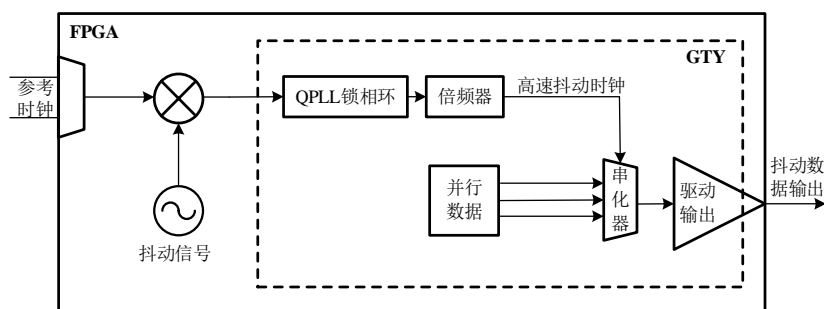 FPGA
GTY
参考
时钟
QPLL锁相环
倍频器
高速抖动时钟
抖动信号
并行
数据
串
化
器
驱动
输出
抖动数
据输出